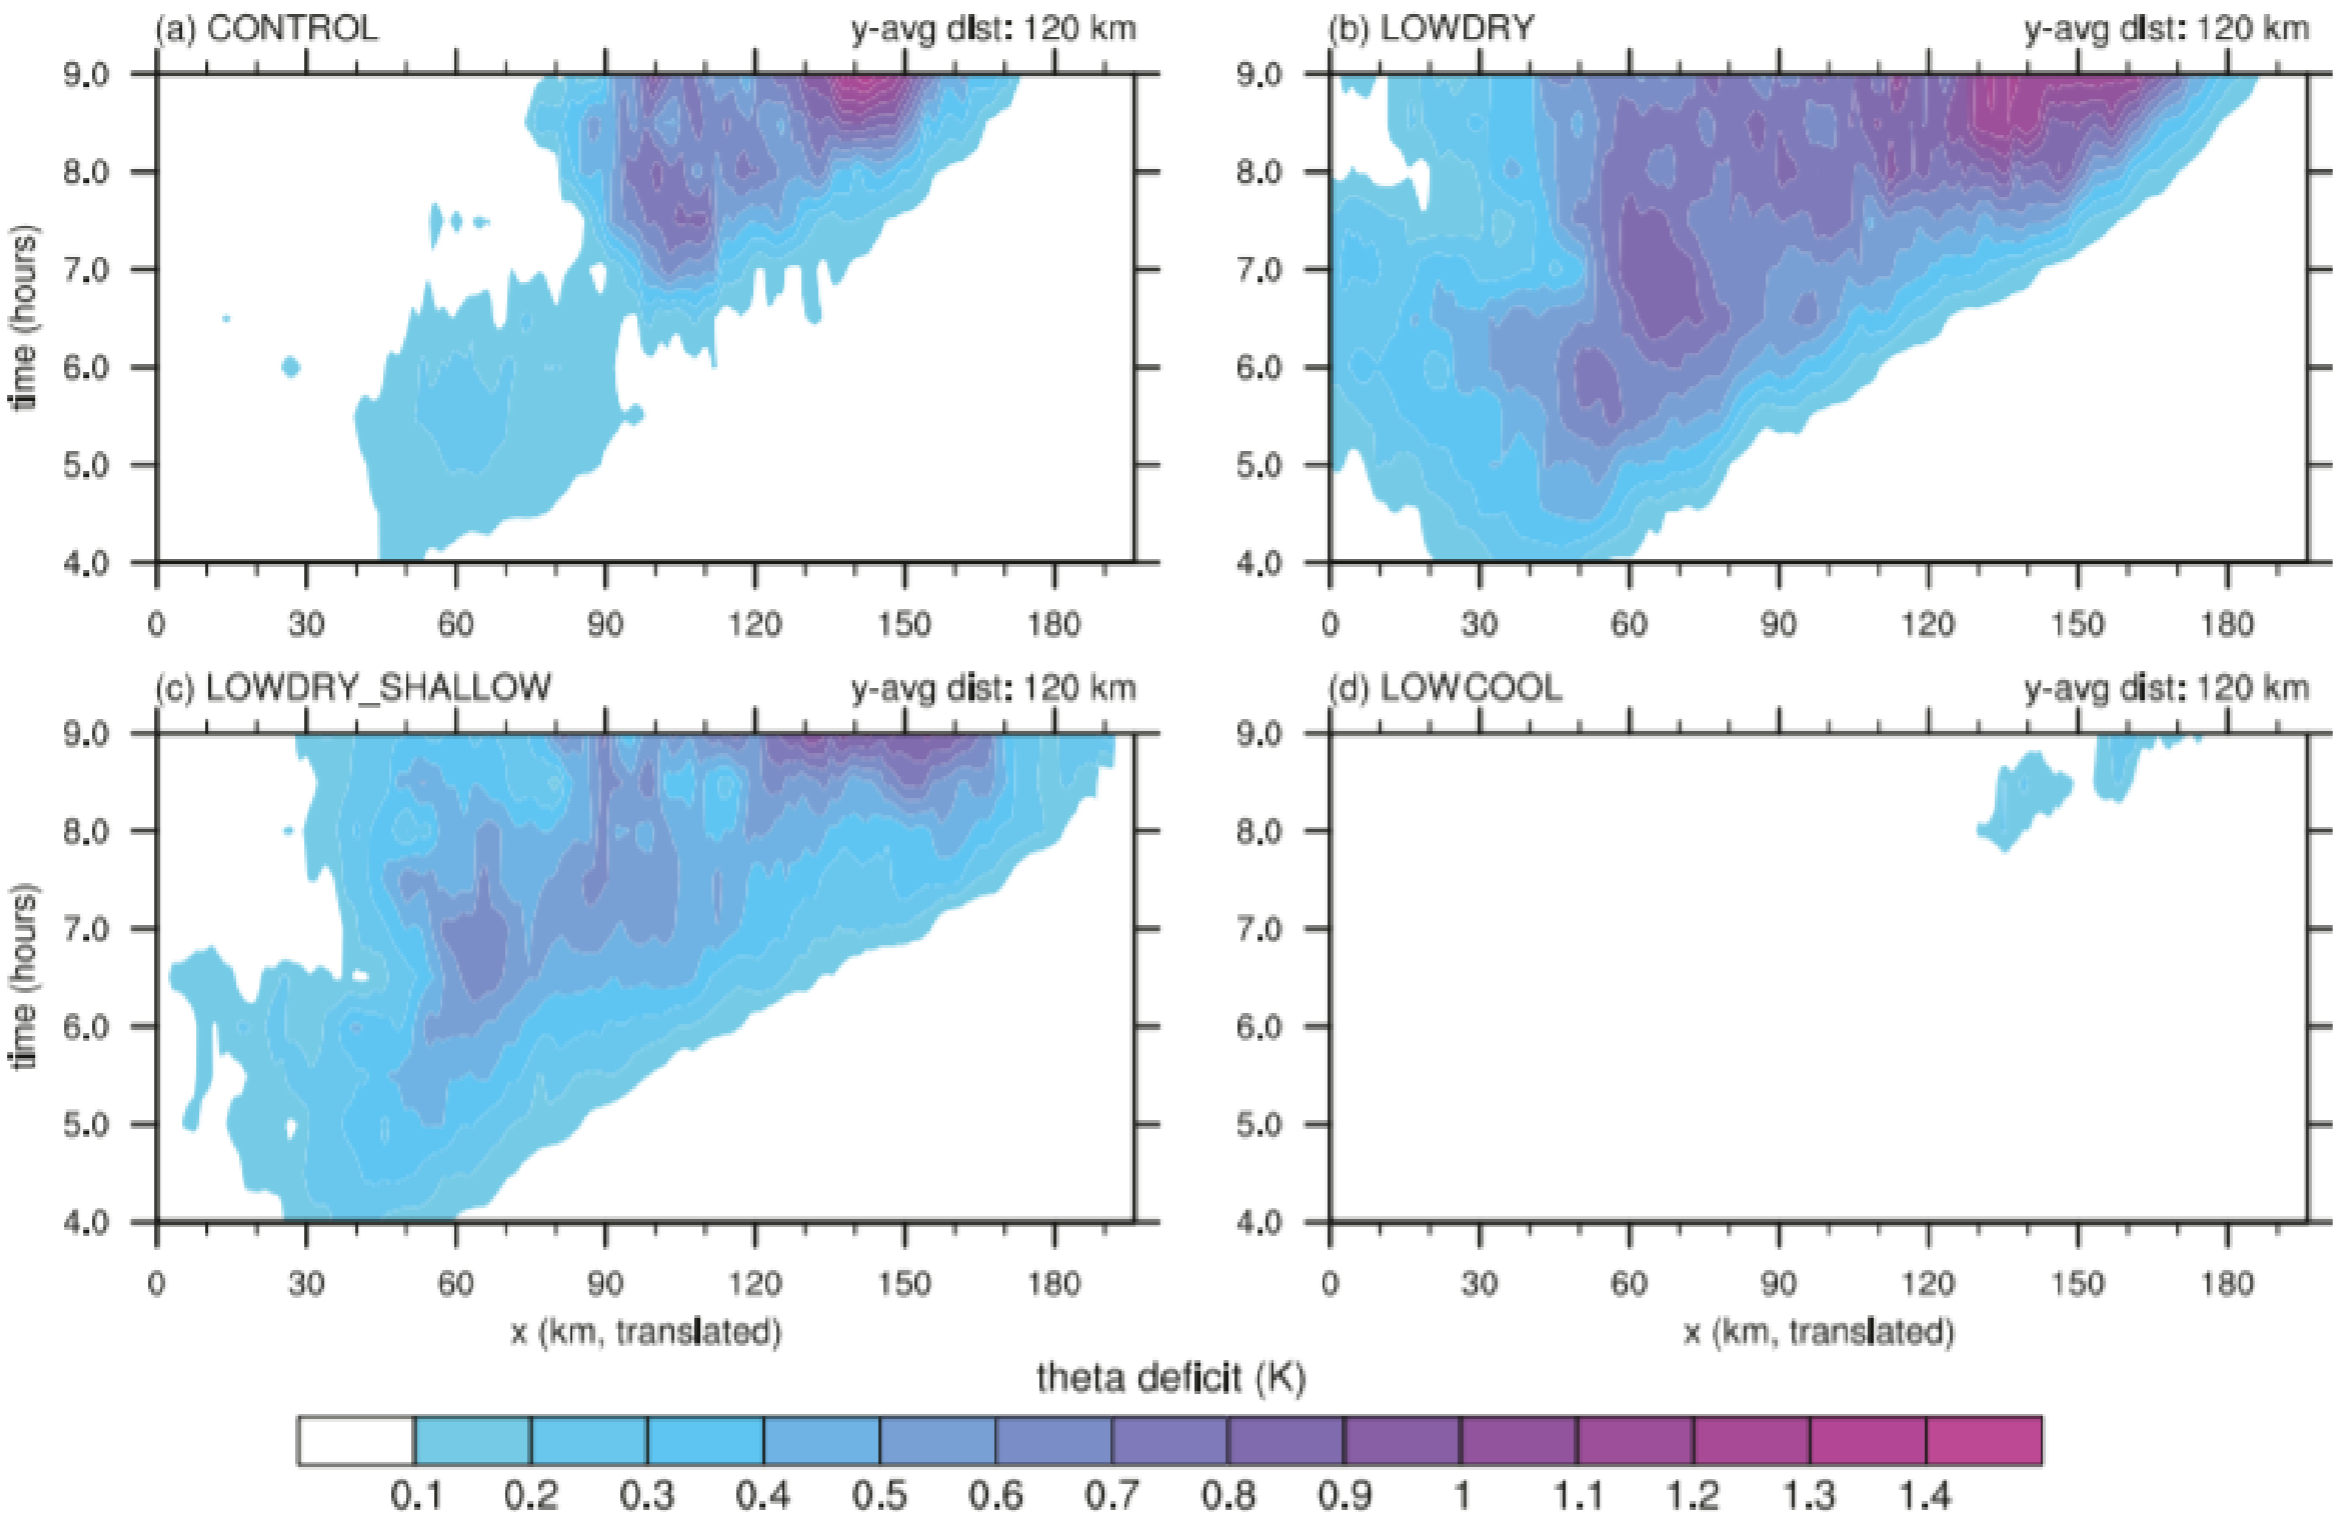 (a) CONTROL y-avg dist: 120 km
(b) LOWDRY y-avg dist: 120 km
9.0
8.0
7.0
6.0
5.0
4.0
time (hours)
0 30 60 90 120 150 180
9.0
8.0
7.0
6.0
5.0
4.0
0 30 60 90 120 150 180
(c) LOWDRY_SHALLOW y-avg dist: 120 km
(d) LOWCOOL y-avg dist: 120 km
9.0
8.0
7.0
6.0
5.0
4.0
time (hours)
0 30 60 90 120 150 180
x (km, translated)
9.0
8.0
7.0
6.0
5.0
4.0
0 30 60 90 120 150 180
x (km, translated)
theta deficit (K)
0.1 0.2 0.3 0.4 0.5 0.6 0.7 0.8 0.9 1 1.1 1.2 1.3 1.4